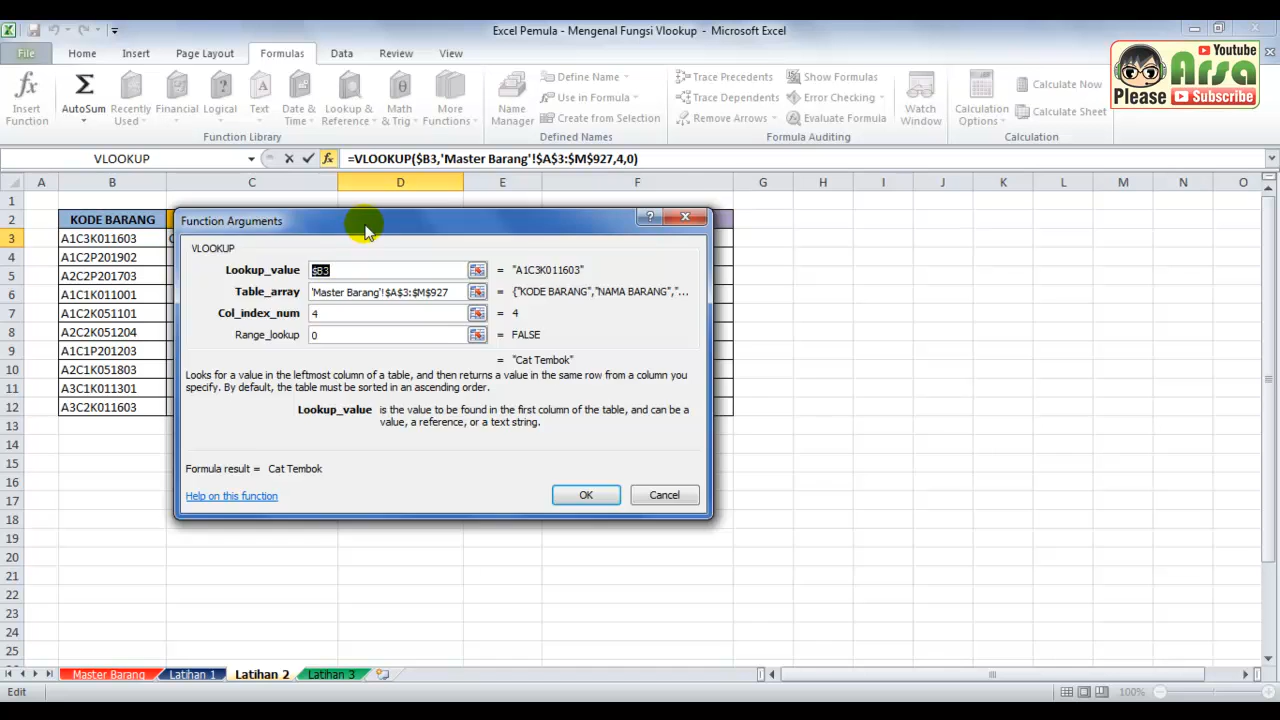 Excel Pemula - Mengenal Fungsi Vlookup - Microsoft Excel
File Home Insert Page Layout Formulas Data Review View
Youtube
Arsa
Please Subscribe
fx Σ θ A
Insert Function
AutoSum
Recently Used
Financial
Logical
Text
Date & Time
Lookup & Reference
Math & Trig
More Functions
Function Library
Name Manager
Define Name
Use in Formula
Create from Selection
Defined Names
Trace Precedents
Trace Dependents
Remove Arrows
Show Formulas
Error Checking
Evaluate Formula
Formula Auditing
Watch Window
Calculation Options
Calculate Now
Calculate Sheet
Calculation
VLOOKUP fx =VLOOKUP($B3,'Master Barang'!$A$3:$M$927,4,0)
A B C D E F G H I J K L M N O
1
2 KODE BARANG
3 A1C3K011603
4 A1C2P201902
5 A2C2P201703
6 A1C1K011001
7 A1C2K051101
8 A2C2K051204
9 A1C1P201203
10 A2C1K051803
11 A3C1K011301
12 A3C2K011603
13
14
15
16
17
18
19
20
21
22
23
24
25
Function Arguments ?
VLOOKUP
Lookup_value $B3 = "A1C3K011603"
Table_array 'Master Barang'!$A$3:$M$927 = {"KODE BARANG","NAMA BARANG","...
Col_index_num 4 = 4
Range_lookup 0 = FALSE
= "Cat Tembok"
Looks for a value in the leftmost column of a table, and then returns a value in the same row from a column you
specify. By default, the table must be sorted in an ascending order.
Lookup_value is the value to be found in the first column of the table, and can be a
value, a reference, or a text string.
Formula result = Cat Tembok
Help on this function
OK Cancel
Master Barang Latihan 1 Latihan 2 Latihan 3
Edit 100%